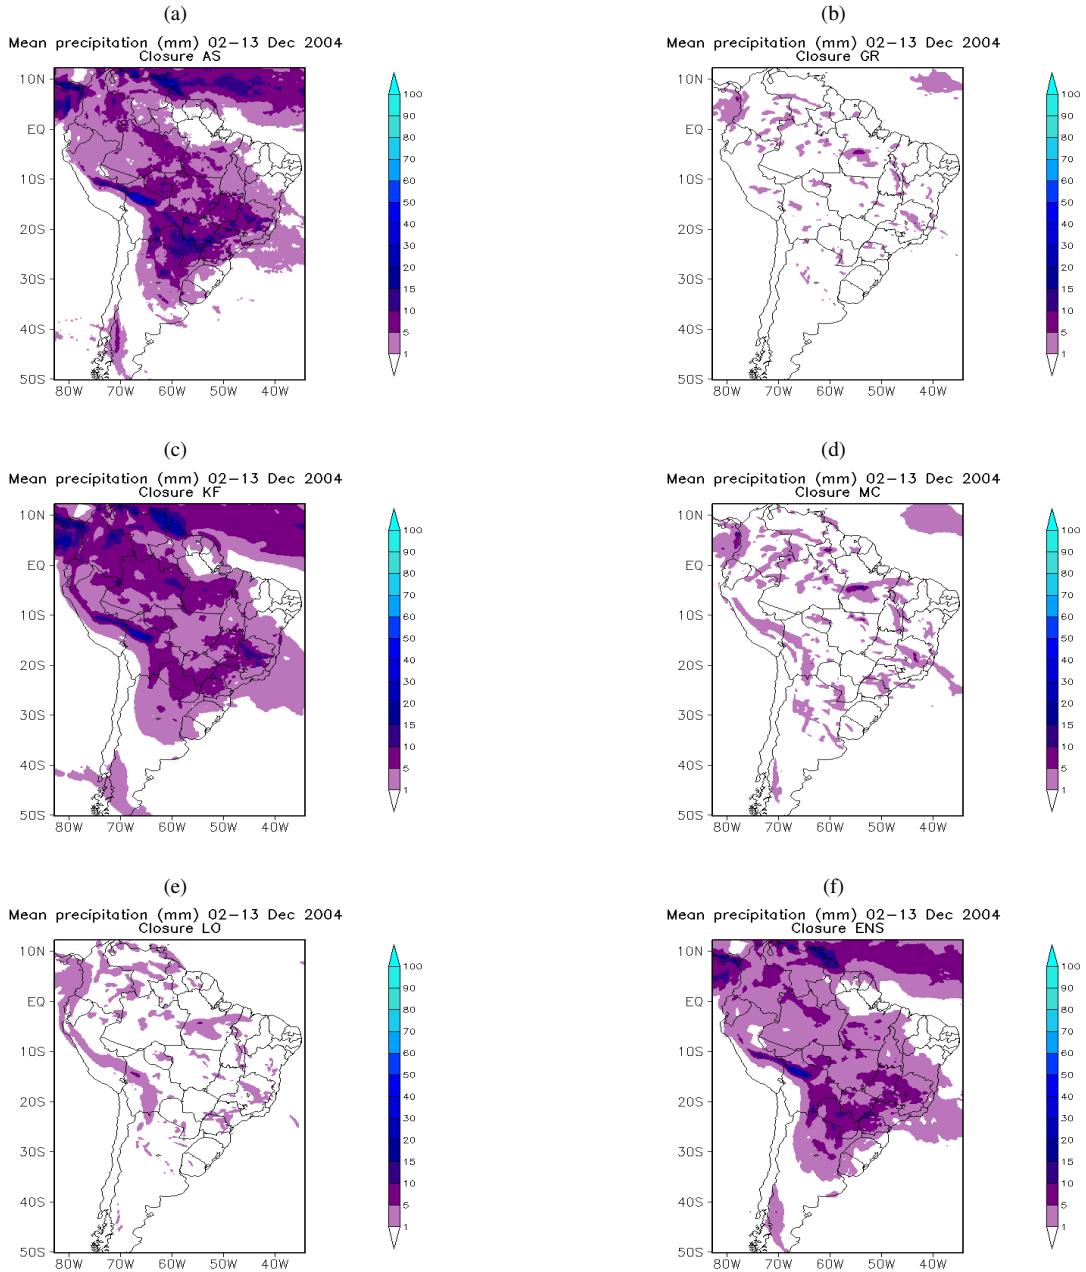 (a)
Mean precipitation (mm) 02–13 Dec 2004
Closure AS
10N
EQ
10S
20S
30S
40S
50S
80W 70W 60W 50W 40W
100
90
80
70
60
50
40
30
20
15
10
5
1
(b)
Mean precipitation (mm) 02–13 Dec 2004
Closure GR
10N
EQ
10S
20S
30S
40S
50S
80W 70W 60W 50W 40W
100
90
80
70
60
50
40
30
20
15
10
5
1
(c)
Mean precipitation (mm) 02–13 Dec 2004
Closure KF
10N
EQ
10S
20S
30S
40S
50S
80W 70W 60W 50W 40W
100
90
80
70
60
50
40
30
20
15
10
5
1
(d)
Mean precipitation (mm) 02–13 Dec 2004
Closure MC
10N
EQ
10S
20S
30S
40S
50S
80W 70W 60W 50W 40W
100
90
80
70
60
50
40
30
20
15
10
5
1
(e)
Mean precipitation (mm) 02–13 Dec 2004
Closure LO
10N
EQ
10S
20S
30S
40S
50S
80W 70W 60W 50W 40W
100
90
80
70
60
50
40
30
20
15
10
5
1
(f)
Mean precipitation (mm) 02–13 Dec 2004
Closure ENS
10N
EQ
10S
20S
30S
40S
50S
80W 70W 60W 50W 40W
100
90
80
70
60
50
40
30
20
15
10
5
1